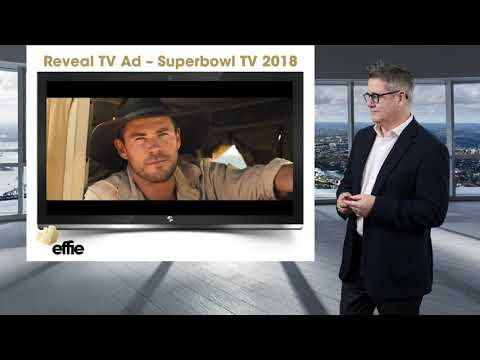 Reveal TV Ad – Superbowl TV 2018
effie